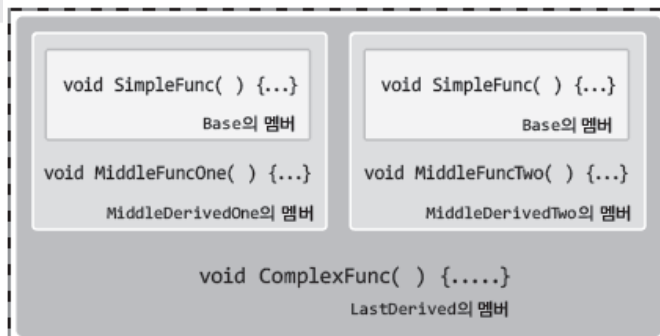 void SimpleFunc( ) {...}
Base의 멤버
void MiddleFuncOne( ) {...}
MiddleDerivedOne의 멤버
void SimpleFunc( ) {...}
Base의 멤버
void MiddleFuncTwo( ) {...}
MiddleDerivedTwo의 멤버
void ComplexFunc( ) {.....}
LastDerived의 멤버